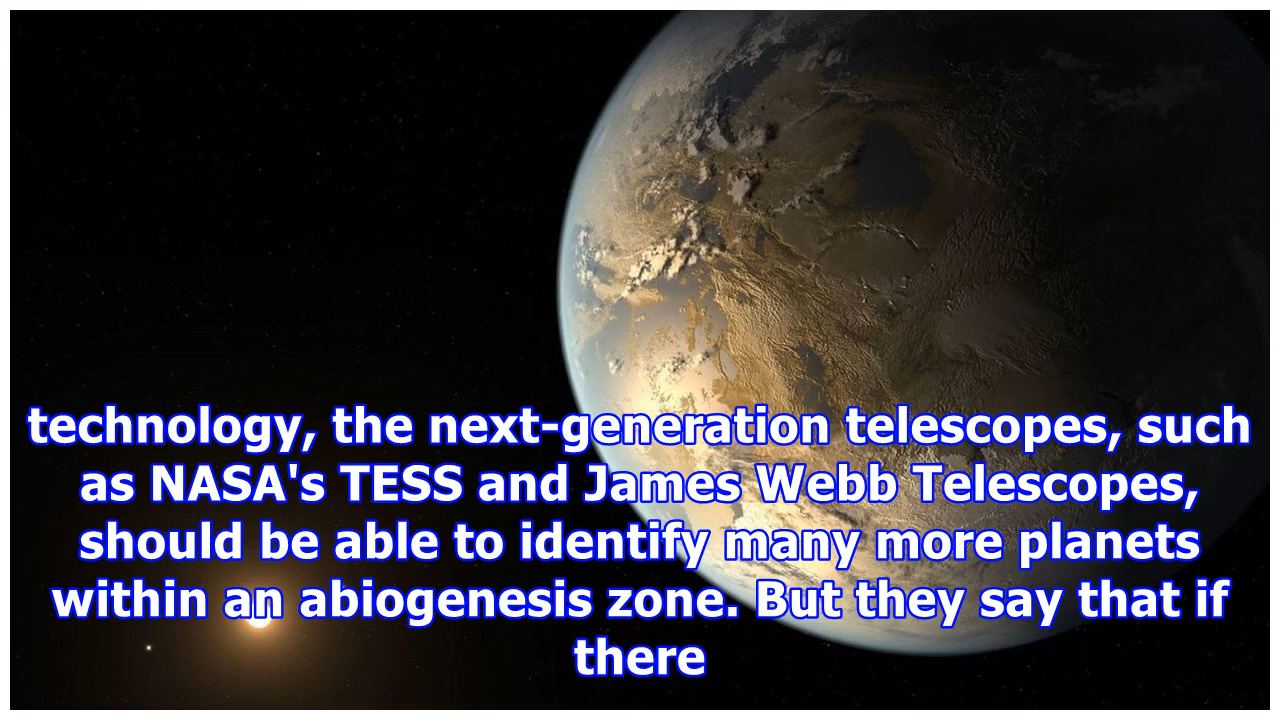 technology, the next-generation telescopes, such
as NASA's TESS and James Webb Telescopes,
should be able to identify many more planets
within an abiogenesis zone. But they say that if
there